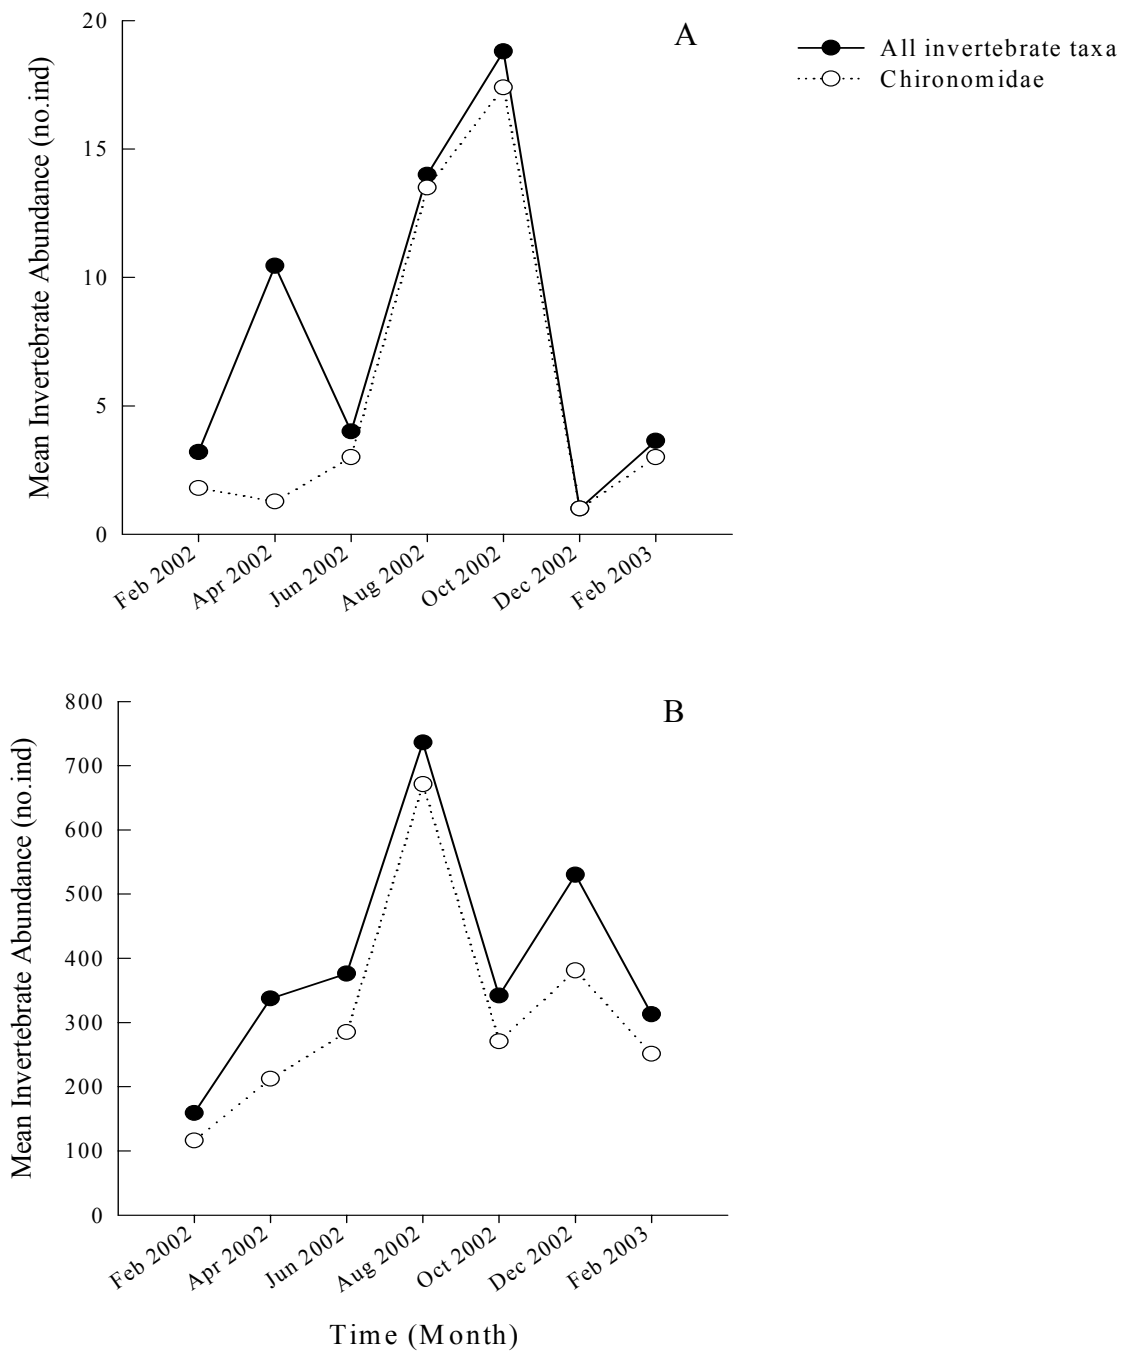 A
All invertebrate taxa
Chironomidae
Mean Invertebrate Abundance (no.ind)
20
15
10
5
0
Feb 2002
Apr 2002
Jun 2002
Aug 2002
Oct 2002
Dec 2002
Feb 2003
B
Mean Invertebrate Abundance (no.ind)
800
700
600
500
400
300
200
100
0
Feb 2002
Apr 2002
Jun 2002
Aug 2002
Oct 2002
Dec 2002
Feb 2003
Time (Month)